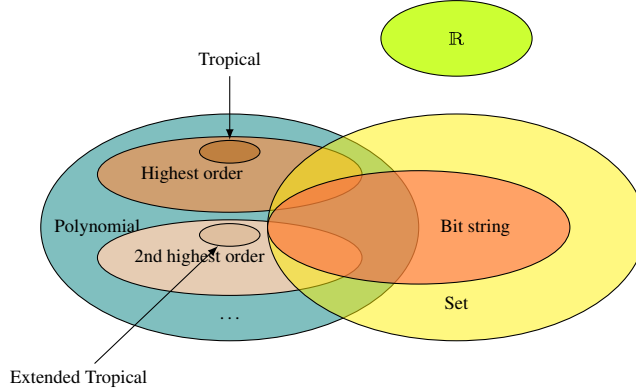 ℝ
Tropical
Highest order
Polynomial
Bit string
2nd highest order
Set
...
Extended Tropical